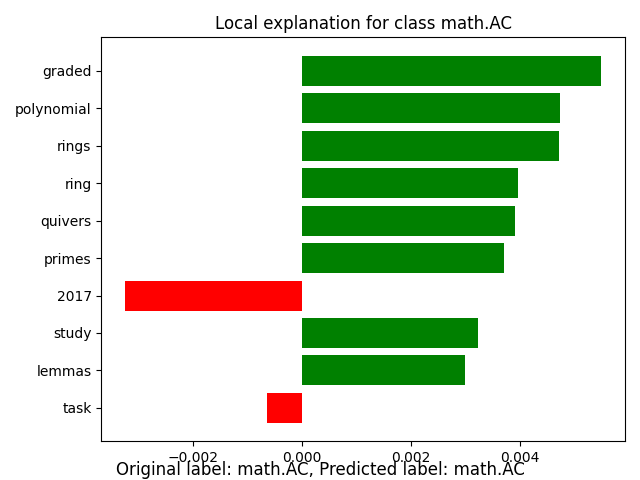 Local explanation for class math.AC
graded
polynomial
rings
ring
quivers
primes
2017
study
lemmas
task
−0.002 0.000 0.002 0.004
Original label: math.AC, Predicted label: math.AC